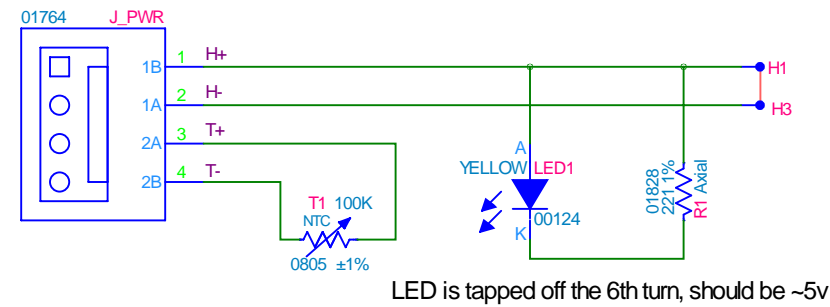 01764 J_PWR
1B 1 H+
1A 2 H-
2A 3 T+
2B 4 T-
H1
H3
T1 100K
NTC
0805 ±1%
A
YELLOW LED1
00124
K
01828
221 1%
R1 Axial
LED is tapped off the 6th turn, should be ~5v